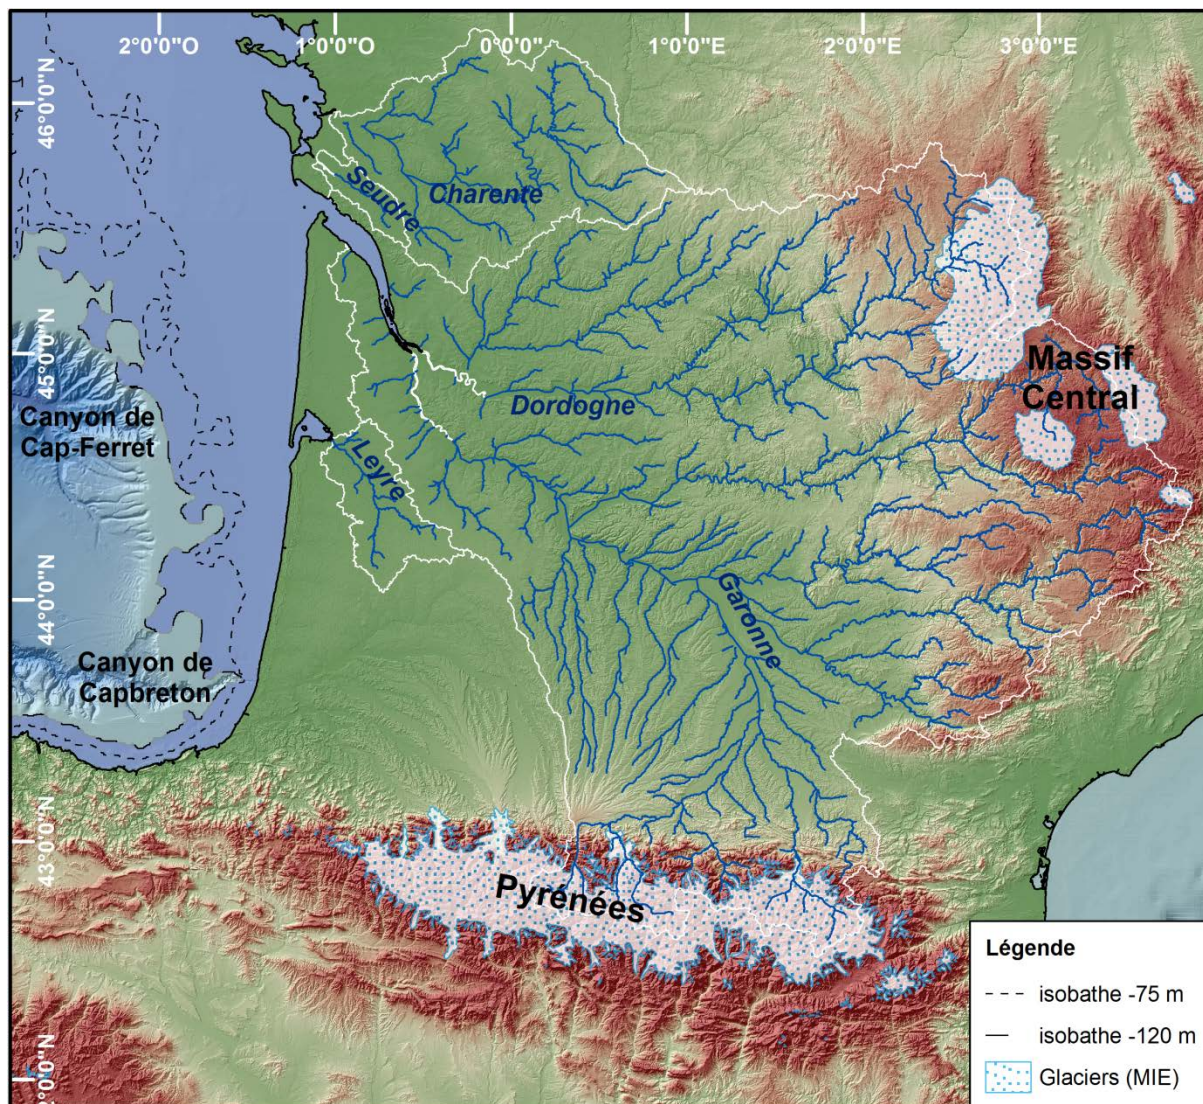 2°0'0"O
1°0'0"O
0°0'0"
1°0'0"E
2°0'0"E
3°0'0"E
46°0'0"N
45°0'0"N
44°0'0"N
43°0'0"N
Seudre
Charente
Massif
Central
Dordogne
Canyon de
Cap-Ferret
Leyre
Garonne
Canyon de
Capbreton
Pyrénées
Légende
isobathe -75 m
isobathe -120 m
Glaciers (MIE)